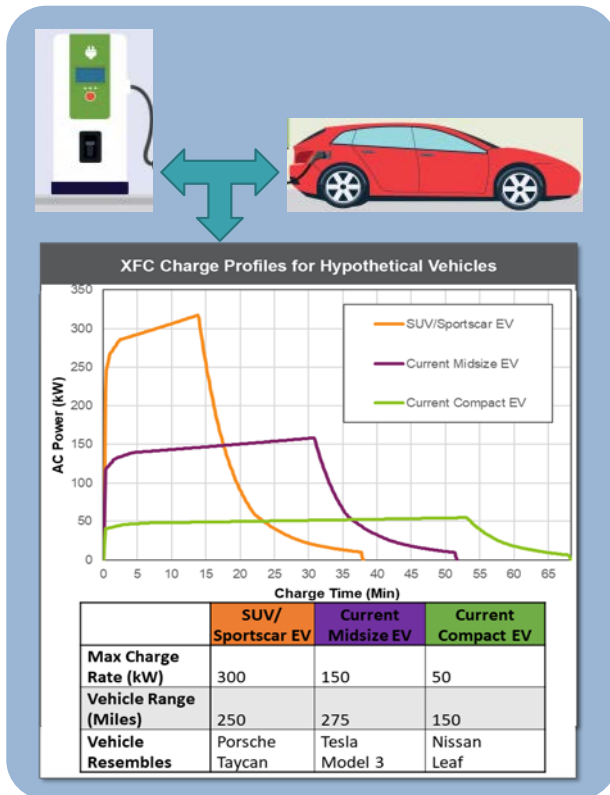 XFC Charge Profiles for Hypothetical Vehicles
350
300
250
200
150
100
50
0
AC Power (kW)
SUV/Sportscar EV
Current Midsize EV
Current Compact EV
0 5 10 15 20 25 30 35 40 45 50 55 60 65
Charge Time (Min)
SUV/ Current Current
Sportscar EV Midsize EV Compact EV
Max Charge
Rate (kW) 300 150 50
Vehicle Range
(Miles) 250 275 150
Vehicle Porsche Tesla Nissan
Resembles Taycan Model 3 Leaf